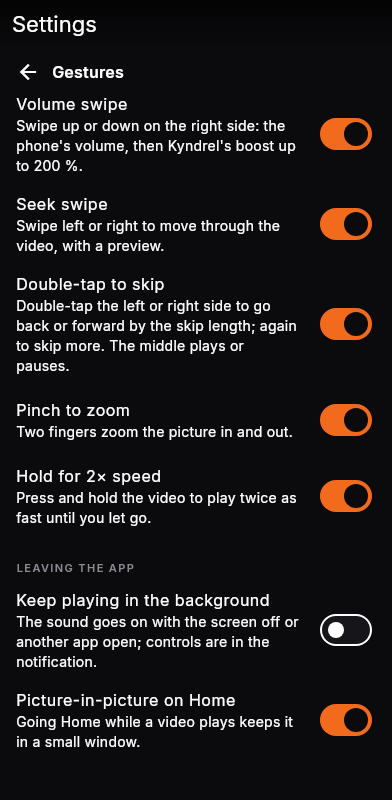 Settings
Gestures
Volume swipe
Swipe up or down on the right side: the
phone's volume, then Kyndrel's boost up
to 200 %.
Seek swipe
Swipe left or right to move through the
video, with a preview.
Double-tap to skip
Double-tap the left or right side to go
back or forward by the skip length; again
to skip more. The middle plays or
pauses.
Pinch to zoom
Two fingers zoom the picture in and out.
Hold for 2× speed
Press and hold the video to play twice as
fast until you let go.
LEAVING THE APP
Keep playing in the background
The sound goes on with the screen off or
another app open; controls are in the
notification.
Picture-in-picture on Home
Going Home while a video plays keeps it
in a small window.